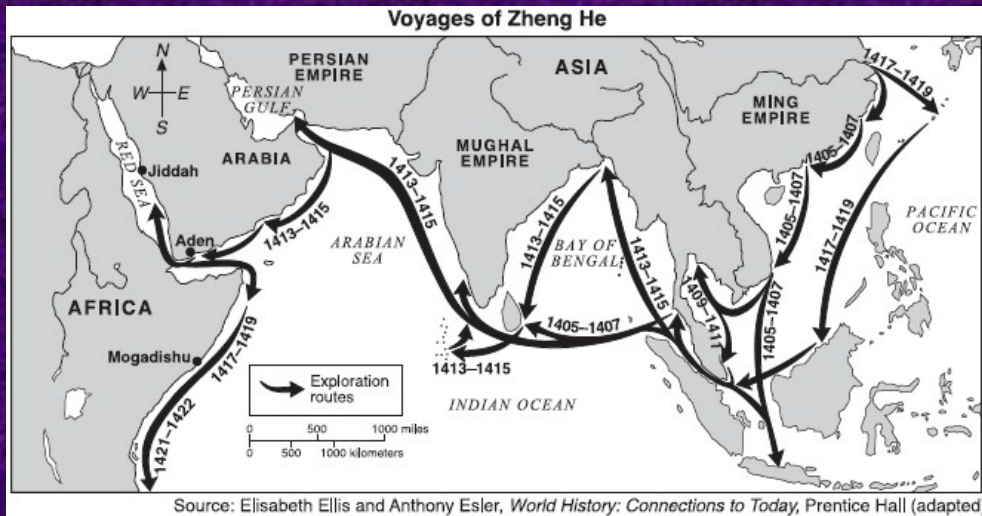 Voyages of Zheng He
N
W
E
S
PERSIAN
EMPIRE
PERSIAN
GULF
ASIA
1417–1419
MING
EMPIRE
1405–1407
RED SEA
Jiddah
ARABIA
MUGHAL
EMPIRE
1413–1415
1413–1415
1413–1415
1405–1407
1417–1419
PACIFIC
OCEAN
Aden
ARABIAN
SEA
BAY OF
BENGAL
1413–1415
1409–1411
1405–1407
AFRICA
1405–1407
Mogadishu
1417–1419
1413–1415
Exploration
routes
INDIAN OCEAN
1421–1422
0 500 1000 miles
0 500 1000 kilometers
Source: Elisabeth Ellis and Anthony Esler, World History: Connections to Today, Prentice Hall (adapted)